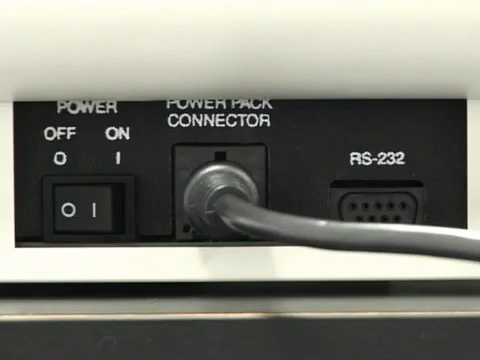 POWER
OFF ON
O I
O I
POWER PACK
CONNECTOR
RS-232